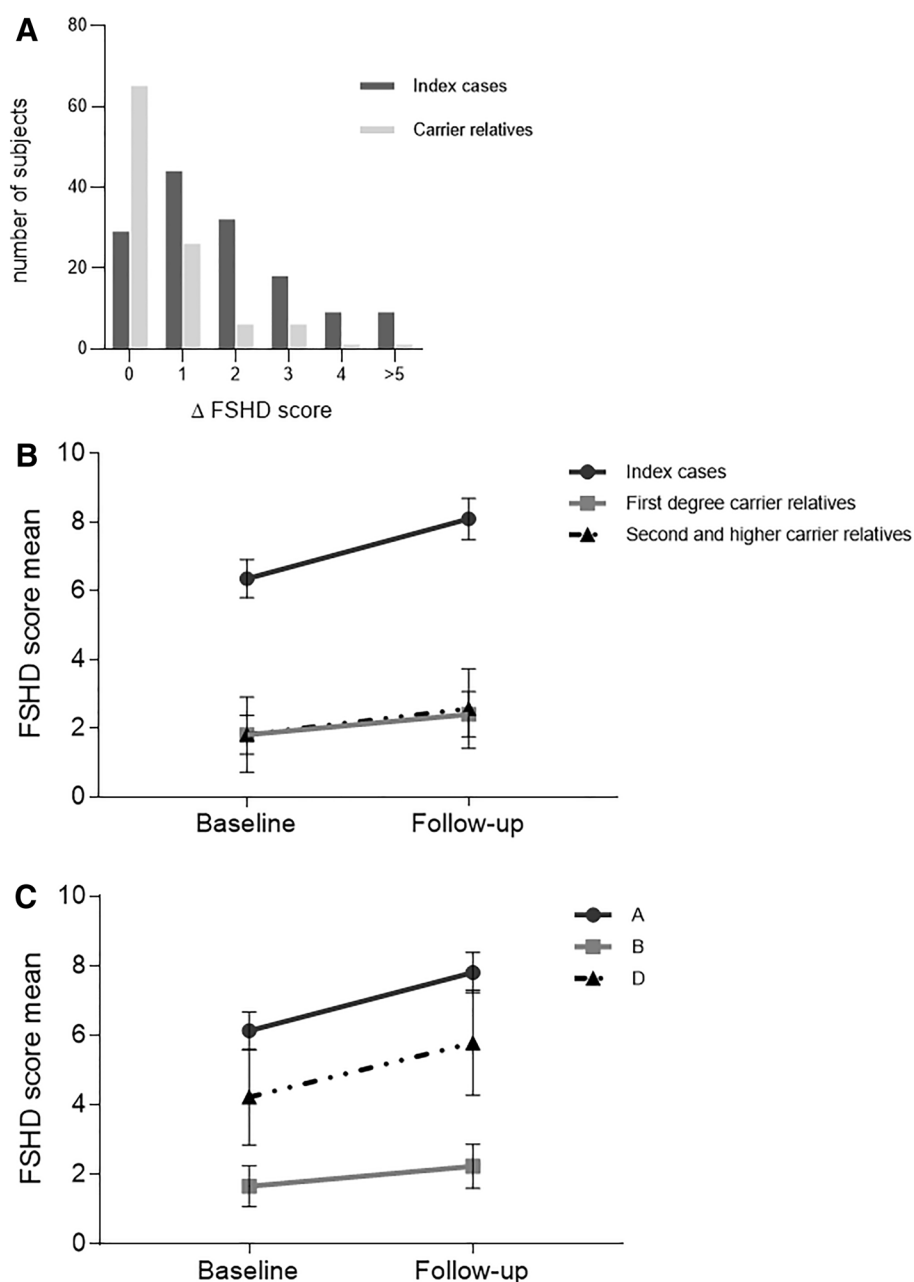 A
80
60
40
20
0
number of subjects
Index cases
Carrier relatives
0 1 2 3 4 >5
Δ FSHD score
B
10
8
6
4
2
0
FSHD score mean
Index cases
First degree carrier relatives
Second and higher carrier relatives
Baseline Follow-up
C
10
8
6
4
2
0
FSHD score mean
A
B
D
Baseline Follow-up